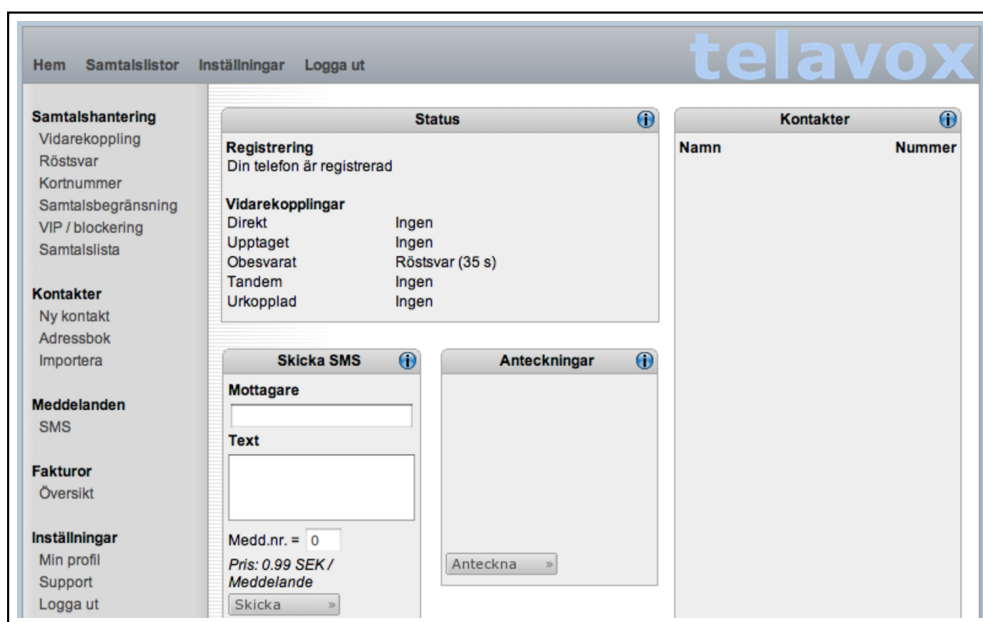 telavox
Hem Samtalslistor Inställningar Logga ut
Samtalshantering
Vidarekoppling
Röstsvar
Kortnummer
Samtalsbegränsning
VIP / blockering
Samtalslista
Kontakter
Ny kontakt
Adressbok
Importera
Meddelanden
SMS
Fakturor
Översikt
Inställningar
Min profil
Support
Logga ut
Status
Registrering
Din telefon är registrerad
Vidarekopplingar
Direkt Ingen
Upptaget Ingen
Obesvarat Röstsvar (35 s)
Tandem Ingen
Urkopplad Ingen
Skicka SMS
Mottagare
Text
Medd.nr. = 0
Pris: 0.99 SEK /
Meddelande
Skicka »
Anteckningar
Anteckna »
Kontakter
Namn Nummer